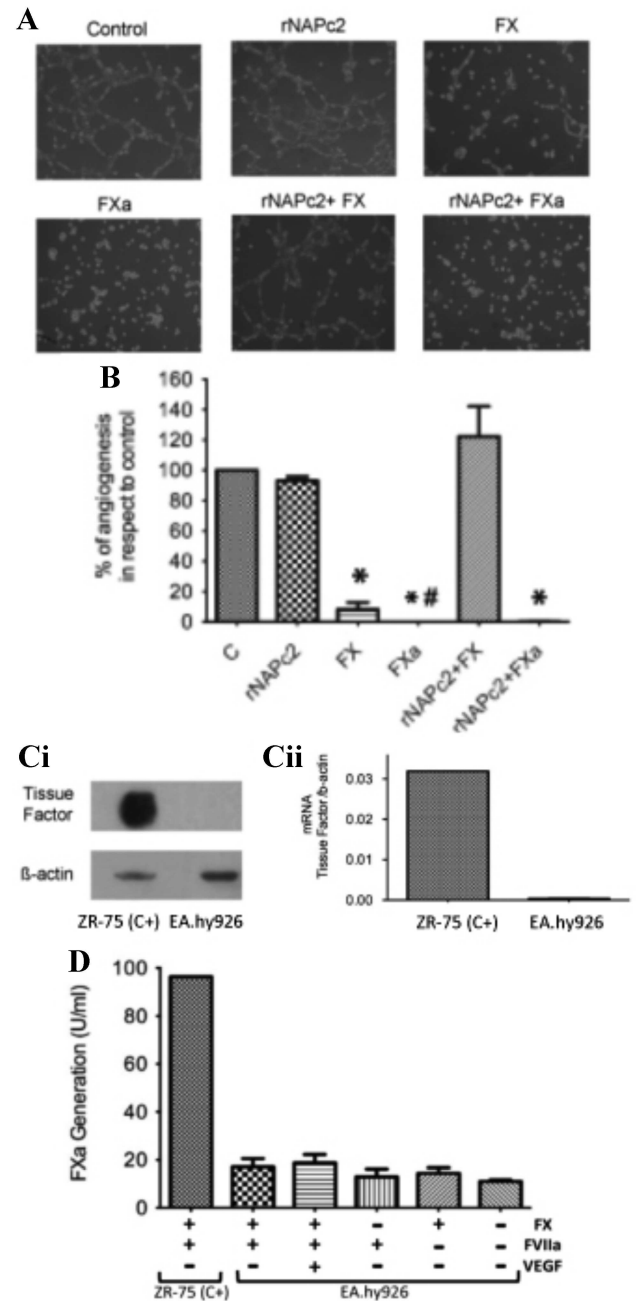 A
Control
rNAPc2
FX
FXa
rNAPc2+ FX
rNAPc2+ FXa
B
% of angiogenesis
in respect to control
160
140
120
100
80
60
40
20
0
*
*#
*
C
rNAPc2
FX
FXa
rNAPc2+FX
rNAPc2+FXa
Ci
Tissue
Factor
ß-actin
ZR-75 (C+) EA.hy926
Cii
mRNA
Tissue Factor /b-actin
0.03
0.02
0.01
0.00
ZR-75 (C+) EA.hy926
D
FXa Generation (U/ml)
100
80
60
40
20
0
+ + + - + - FX
+ + + + - - FVIIa
- - + - - - VEGF
ZR-75 (C+) EA.hy926